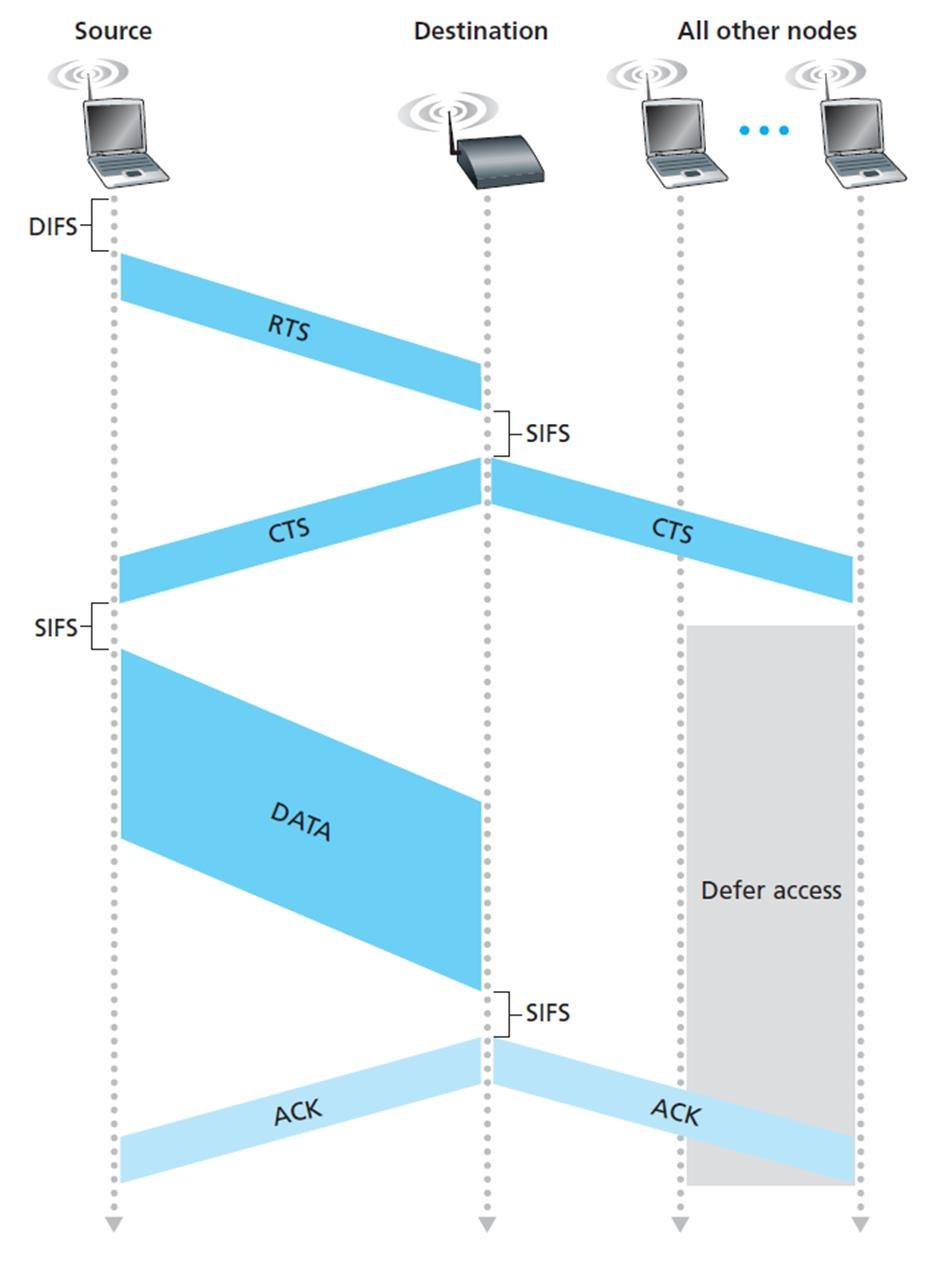 Source
Destination
All other nodes
DIFS
RTS
SIFS
CTS
CTS
SIFS
DATA
Defer access
SIFS
ACK
ACK